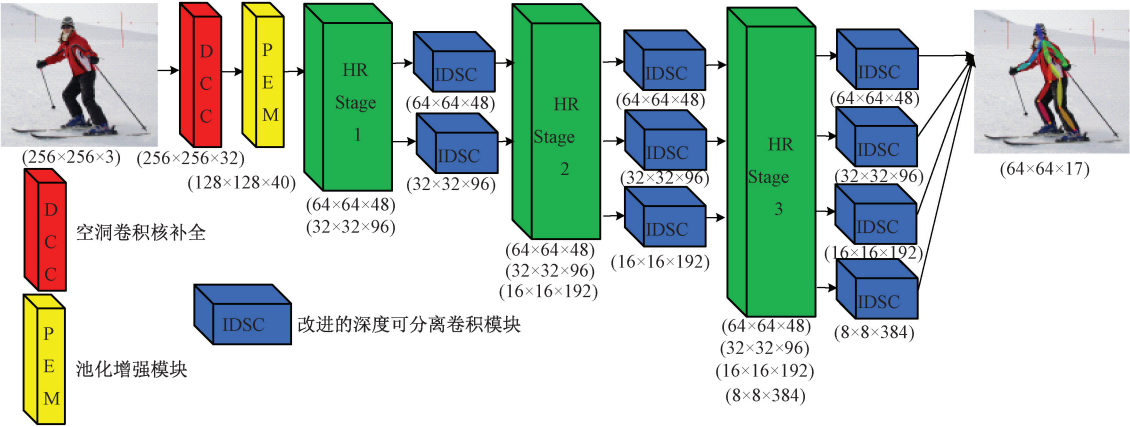 D
C
C
P
E
M
HR
Stage
1
IDSC
(64×64×48)
IDSC
(32×32×96)
HR
Stage
2
IDSC
(64×64×48)
IDSC
(32×32×96)
IDSC
(16×16×192)
HR
Stage
3
IDSC
(64×64×48)
IDSC
(32×32×96)
IDSC
(16×16×192)
IDSC
(8×8×384)
(256×256×3)
(256×256×32)
(128×128×40)
(64×64×48)
(32×32×96)
(64×64×48)
(32×32×96)
(16×16×192)
(64×64×48)
(32×32×96)
(16×16×192)
(8×8×384)
(64×64×17)
D
C
C
空洞卷积核补全
P
E
M
池化增强模块
IDSC
改进的深度可分离卷积模块